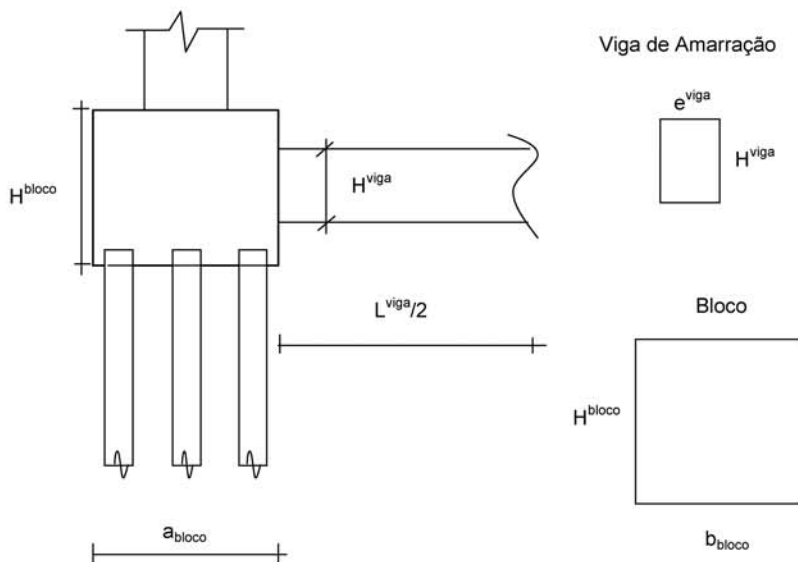 Viga de Amarração
e^viga
H^viga
H^viga
H^bloco
L^viga/2
Bloco
H^bloco
a_bloco
b_bloco